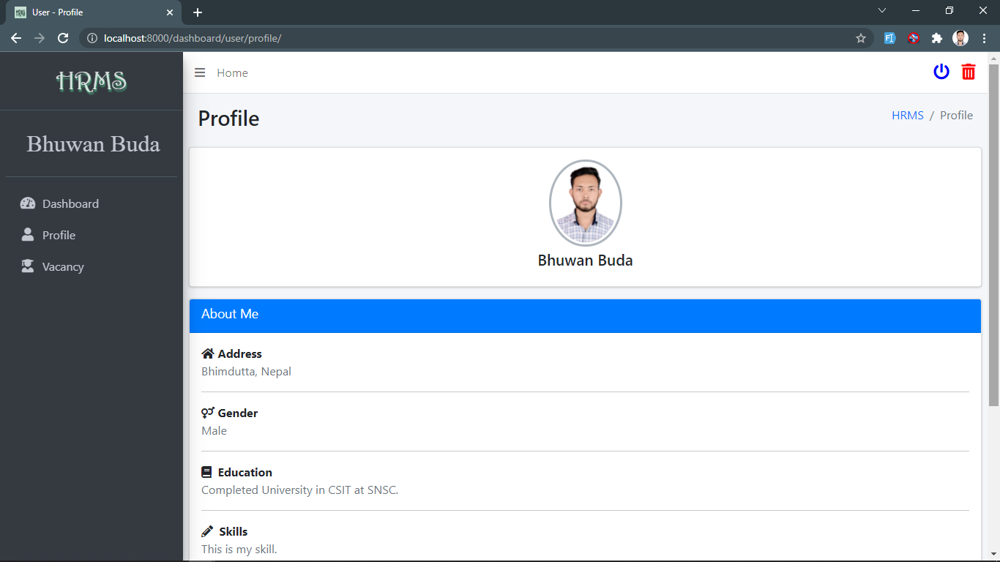 User - Profile
localhost:8000/dashboard/user/profile/
HRMS
Home
Bhuwan Buda
Dashboard
Profile
Vacancy
Profile
HRMS / Profile
Bhuwan Buda
About Me
Address
Bhimdutta, Nepal
Gender
Male
Education
Completed University in CSIT at SNSC.
Skills
This is my skill.